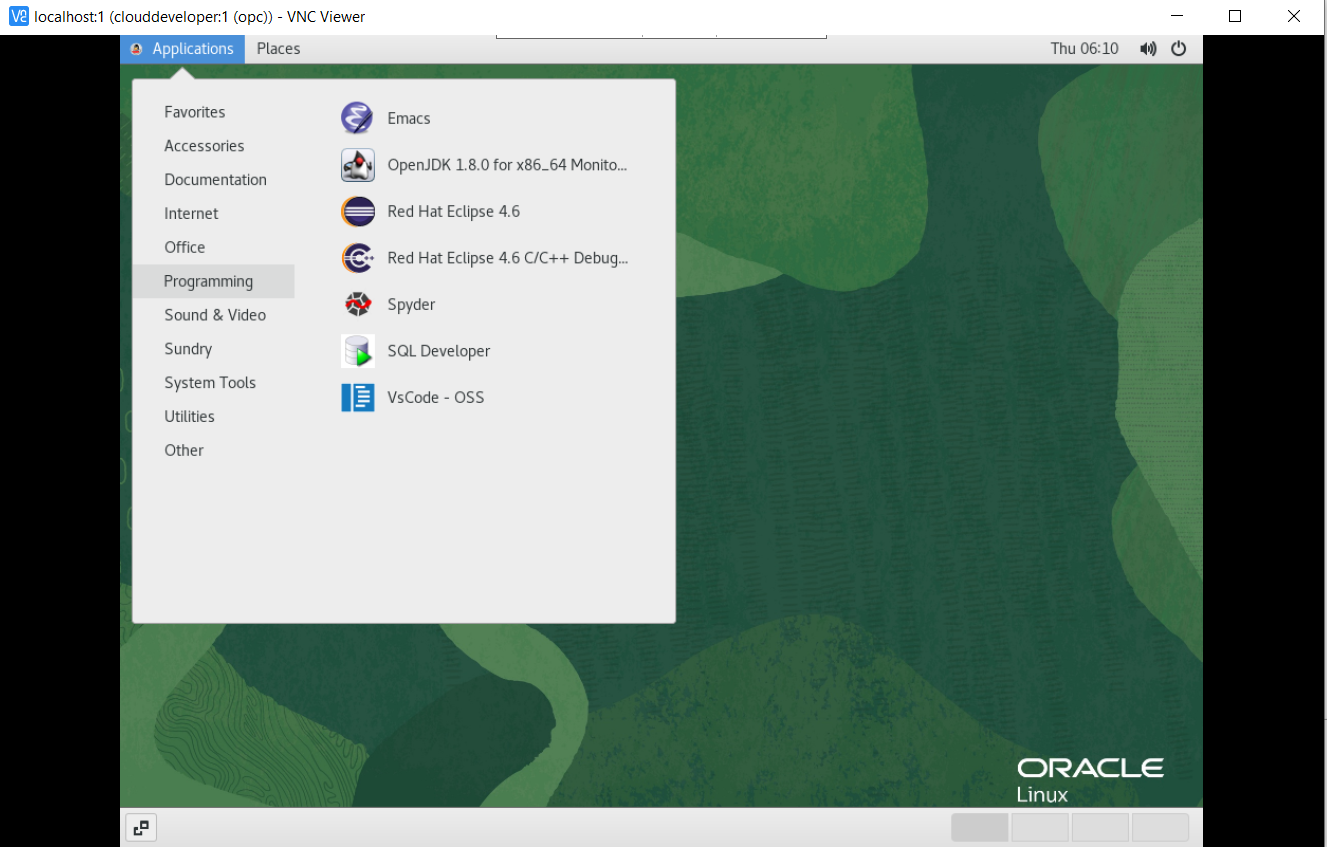 localhost:1 (clouddeveloper:1 (opc)) - VNC Viewer
Applications Places Thu 06:10
Favorites
Accessories
Documentation
Internet
Office
Programming
Sound & Video
Sundry
System Tools
Utilities
Other
Emacs
OpenJDK 1.8.0 for x86_64 Monito...
Red Hat Eclipse 4.6
Red Hat Eclipse 4.6 C/C++ Debug...
Spyder
SQL Developer
VsCode - OSS
ORACLE
Linux